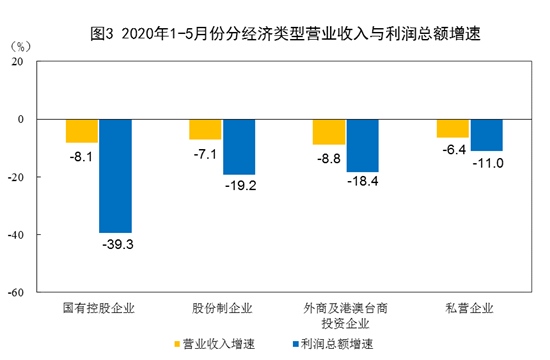 图3 2020年1-5月份分经济类型营业收入与利润总额增速
(%)
20
0
-20
-40
-60
-8.1
-39.3
-7.1
-19.2
-8.8
-18.4
-6.4
-11.0
国有控股企业
股份制企业
外商及港澳台商
投资企业
私营企业
营业收入增速
利润总额增速